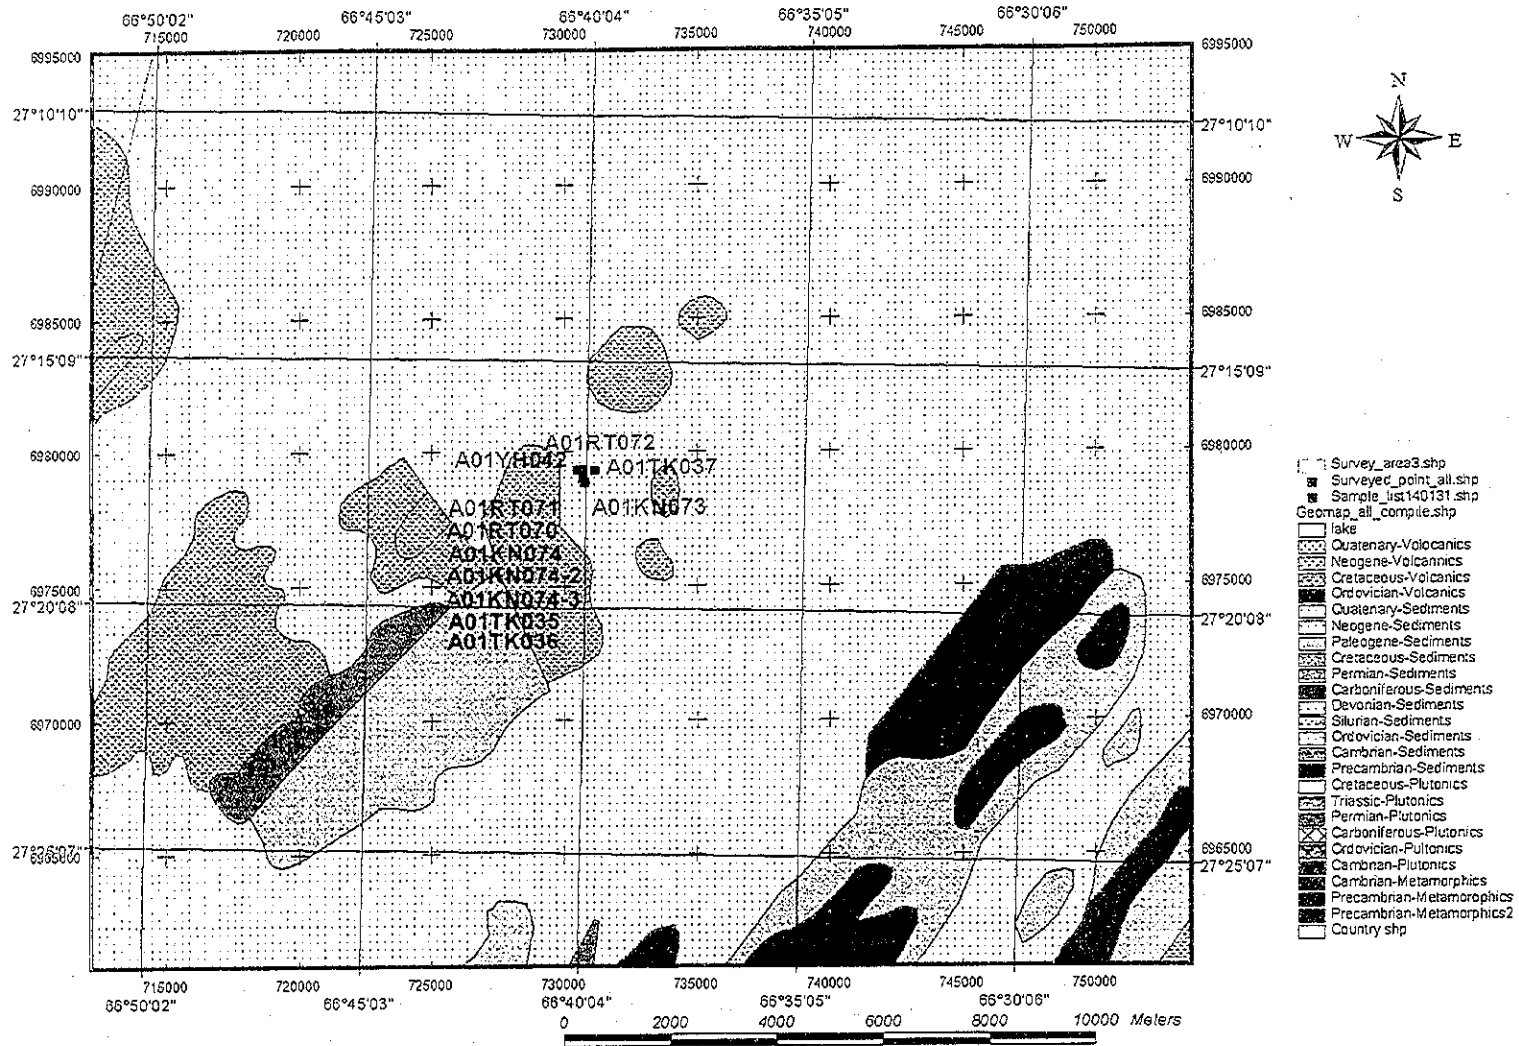 66°50'02" 66°45'03" 66°40'04" 66°35'05" 66°30'06"
715000 720000 725000 730000 735000 740000 745000 750000
6995000 6995000
27°10'10" 27°10'10"
6990000 6990000
6985000 6985000
27°15'09" 27°15'09"
6980000 6980000
6975000 6975000
27°20'08" 27°20'08"
6970000 6970000
6965000
27°25'07"
A01RT072
A01YH042 A01TK037
A01KN073
A01RT071
A01RT070
A01KN074
A01KN074-2
A01KN074-3
A01TK035
A01TK036
715000 720000 725000 730000 735000 740000 745000 750000
66°50'02" 66°45'03" 66°40'04" 66°35'05" 66°30'06"
0 2000 4000 6000 8000 10000 Meters
N
W E
S
Survey_area3.shp
Surveyed_point_all.shp
Sample_list140131.shp
Geomap_all_compile.shp
lake
Quaternary-Volocanics
Neogene-Volcannics
Cretaceous-Volcanics
Ordovician-Volcanics
Quaternary-Sediments
Neogene-Sediments
Paleogene-Sediments
Cretaceous-Sediments
Permian-Sediments
Carboniferous-Sediments
Devonian-Sediments
Silurian-Sediments
Ordovician-Sediments
Cambrian-Sediments
Precambrian-Sediments
Cretaceous-Plutonics
Triassic-Plutonics
Permian-Plutonics
Carboniferous-Plutonics
Ordovician-Pultonics
Cambrian-Plutonics
Cambrian-Metamorphics
Precambrian-Metamorophics
Precambrian-Metamorphics2
Country shp